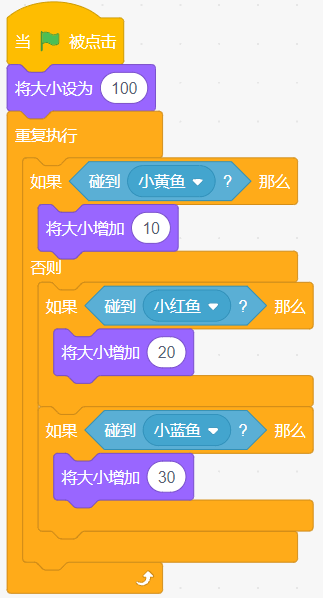 当 被点击
将大小设为 100
重复执行
如果 碰到 小黄鱼 ? 那么
将大小增加 10
否则
如果 碰到 小红鱼 ? 那么
将大小增加 20
如果 碰到 小蓝鱼 ? 那么
将大小增加 30